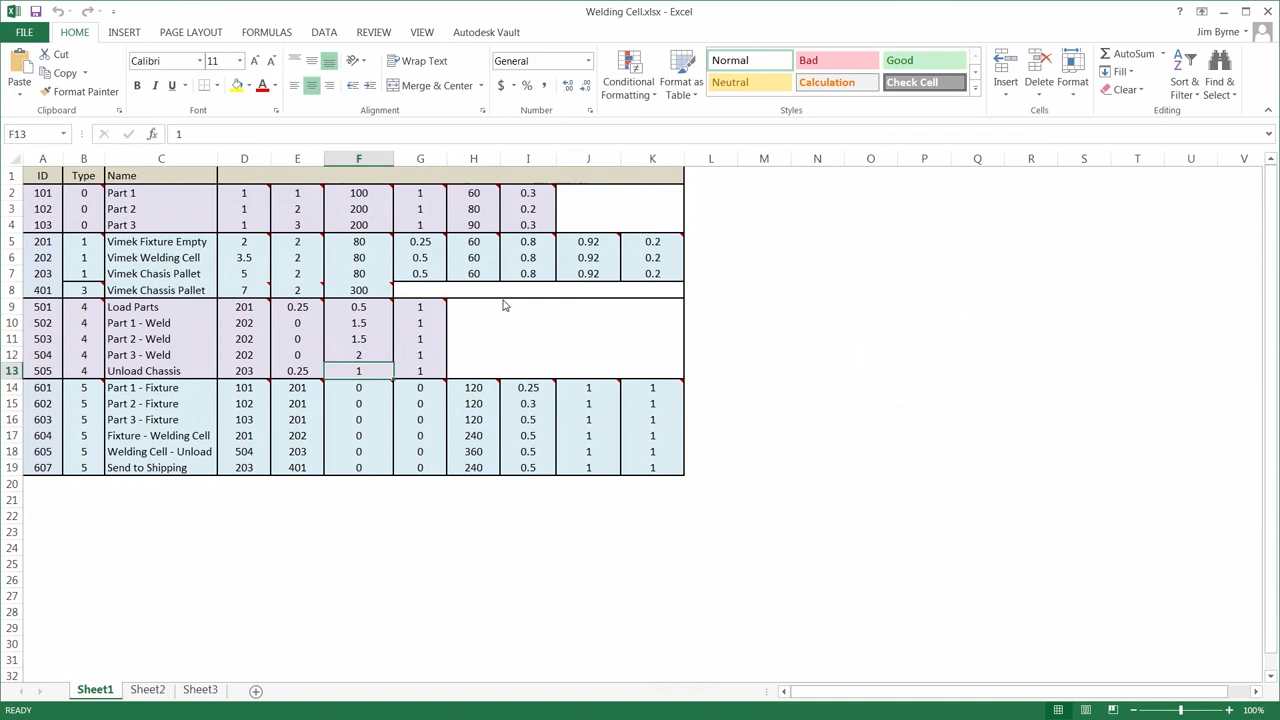 Welding Cell.xlsx - Excel
FILE HOME INSERT PAGE LAYOUT FORMULAS DATA REVIEW VIEW Autodesk Vault Jim Byrne
Paste Cut Copy Format Painter Clipboard
Calibri 11 B I U Font
Wrap Text Merge & Center Alignment
General $ % , Number
Conditional Formatting Format as Table Normal Bad Good Neutral Calculation Check Cell Styles
Insert Delete Format Cells
AutoSum Fill Clear Sort & Filter Find & Select Editing
F13 fx 1
A B C D E F G H I J K L M N O P Q R S T U V
1 ID Type Name
2 101 0 Part 1 1 1 100 1 60 0.3
3 102 0 Part 2 1 2 200 1 80 0.2
4 103 0 Part 3 1 3 200 1 90 0.3
5 201 1 Vimek Fixture Empty 2 2 80 0.25 60 0.8 0.92 0.2
6 202 1 Vimek Welding Cell 3.5 2 80 0.5 60 0.8 0.92 0.2
7 203 1 Vimek Chasis Pallet 5 2 80 0.5 60 0.8 0.92 0.2
8 401 3 Vimek Chassis Pallet 7 2 300
9 501 4 Load Parts 201 0.25 0.5 1
10 502 4 Part 1 - Weld 202 0 1.5 1
11 503 4 Part 2 - Weld 202 0 1.5 1
12 504 4 Part 3 - Weld 202 0 2 1
13 505 4 Unload Chassis 203 0.25 1 1
14 601 5 Part 1 - Fixture 101 201 0 0 120 0.25 1 1
15 602 5 Part 2 - Fixture 102 201 0 0 120 0.3 1 1
16 603 5 Part 3 - Fixture 103 201 0 0 120 0.5 1 1
17 604 5 Fixture - Welding Cell 201 202 0 0 240 0.5 1 1
18 605 5 Welding Cell - Unload 504 203 0 0 360 0.5 1 1
19 607 5 Send to Shipping 203 401 0 0 240 0.5 1 1
20
21
22
23
24
25
26
27
28
29
30
31
32
Sheet1 Sheet2 Sheet3
READY 100%